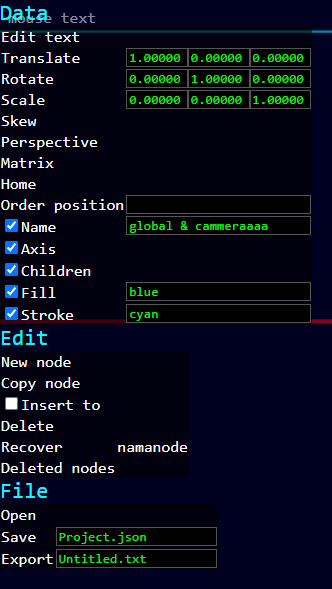 Data
mouse text
Edit text
Translate 1.00000 0.00000 0.00000
Rotate 0.00000 1.00000 0.00000
Scale 0.00000 0.00000 1.00000
Skew
Perspective
Matrix
Home
Order position
Name global & cammeraaaa
Axis
Children
Fill blue
Stroke cyan
Edit
New node
Copy node
Insert to
Delete
Recover namanode
Deleted nodes
File
Open
Save Project.json
Export Untitled.txt